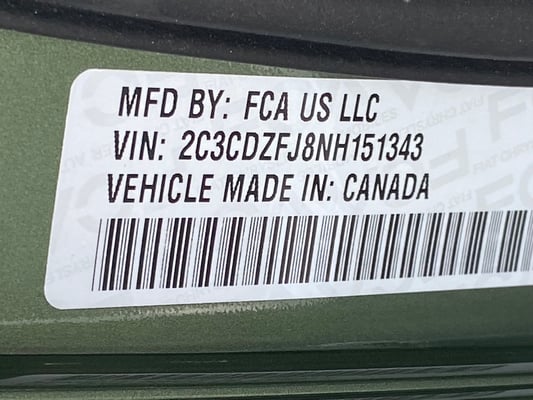 MFD BY: FCA US LLC
VIN: 2C3CDZFJ8NH151343
VEHICLE MADE IN: CANADA